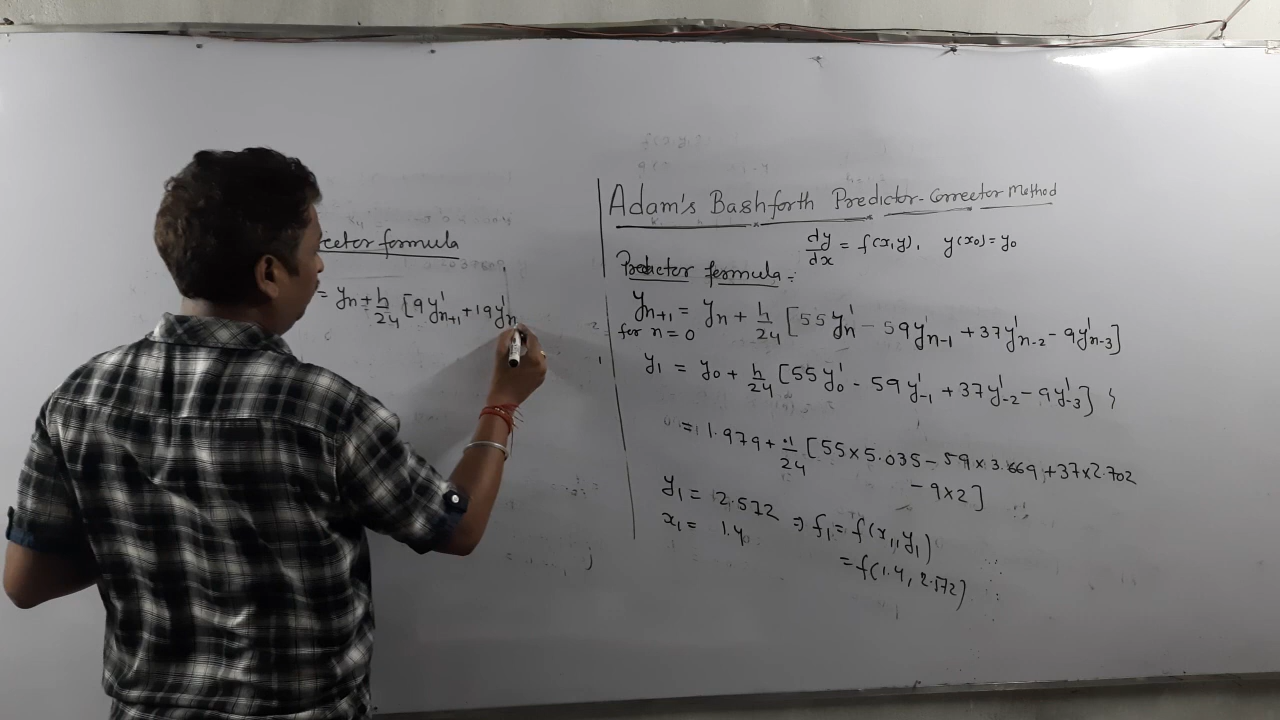 Adam's Bashforth Predictor-Corrector Method
dy/dx = f(x,y), y(x₀)=y₀
Predictor formula:-
yₙ₊₁ = yₙ + h/24 [55y'ₙ - 59y'ₙ₋₁ + 37y'ₙ₋₂ - 9y'ₙ₋₃]
for n=0
y₁ = y₀ + h/24 [55y'₀ - 59y'₋₁ + 37y'₋₂ - 9y'₋₃]
= 1.979 + .1/24 [55×5.035 - 59×3.669 + 37×2.702
- 9×2]
y₁ = 2.572 ⇒ f₁ = f(x₁, y₁)
x₁ = 1.4
= f(1.4, 2.572)
formula
= yₙ + h/24 [9y'ₙ₊₁ + 19y'ₙ